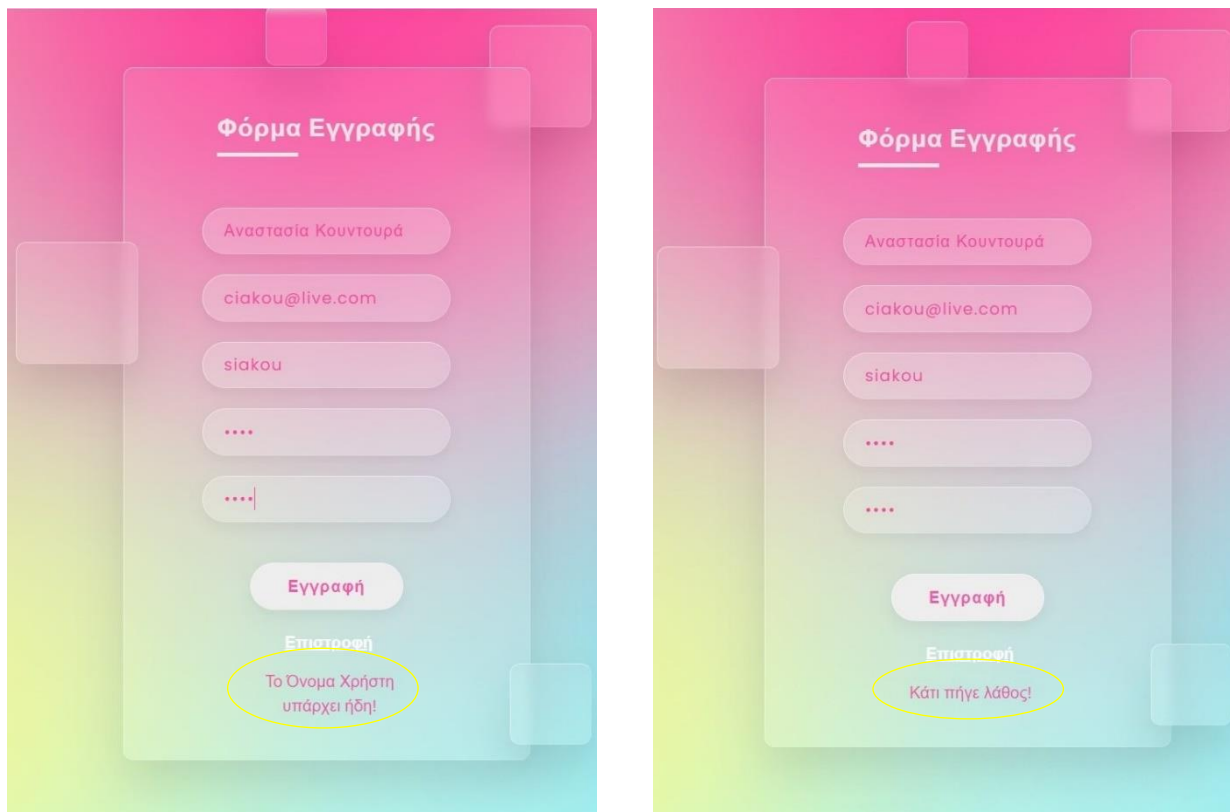 Φόρμα Εγγραφής
Αναστασία Κουντουρά
ciakou@live.com
siakou
••••
••••
Εγγραφή
Επιστροφή
Το Όνομα Χρήστη
υπάρχει ήδη!
Φόρμα Εγγραφής
Αναστασία Κουντουρά
ciakou@live.com
siakou
••••
••••
Εγγραφή
Επιστροφή
Κάτι πήγε λάθος!